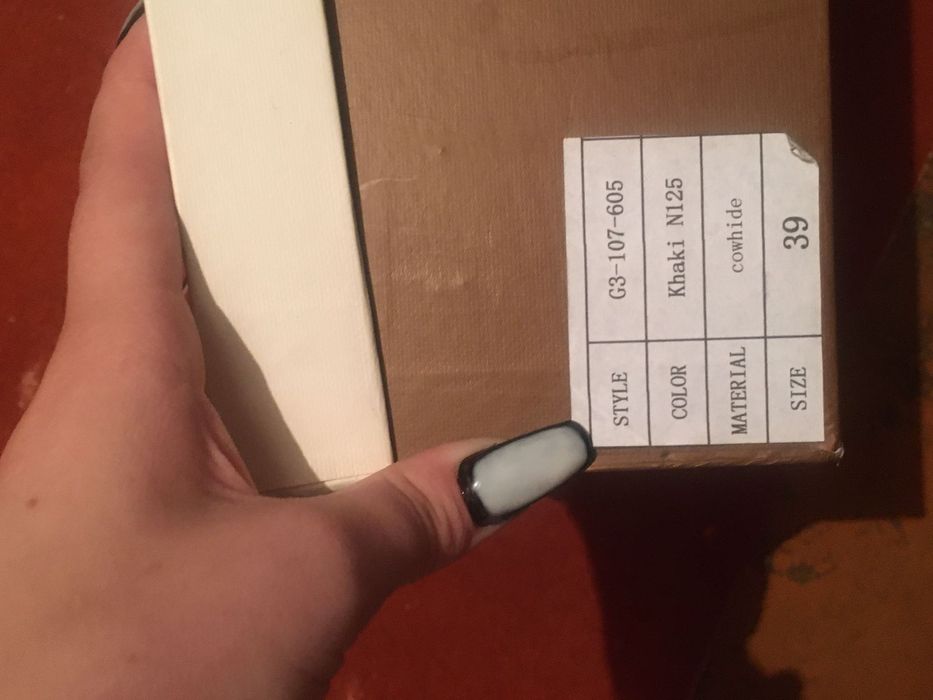 STYLE G3-107-605
COLOR Khaki N125
MATERIAL cowhide
SIZE 39